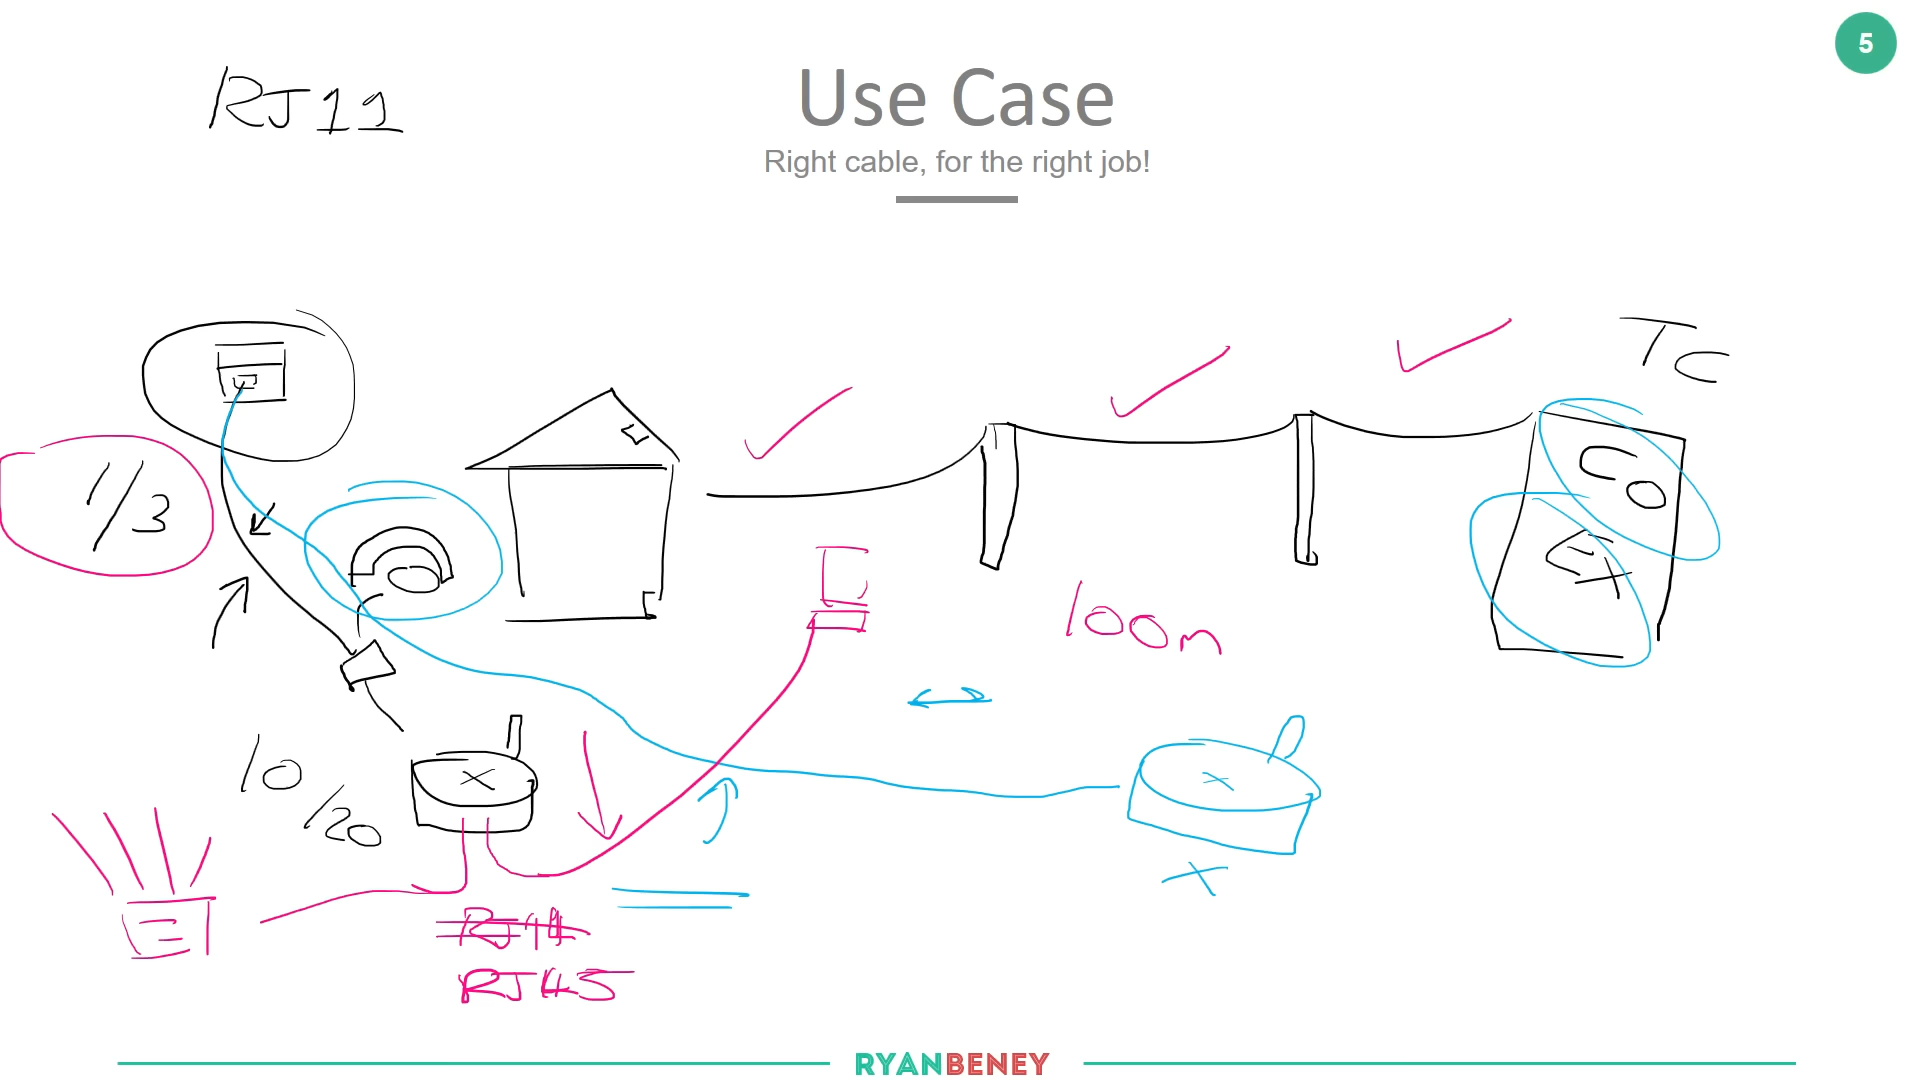 5
RJ11
Use Case
Right cable, for the right job!
TC
CO
1/3
100m
10/20
X
RJ11
RJ45
RYANBENEY